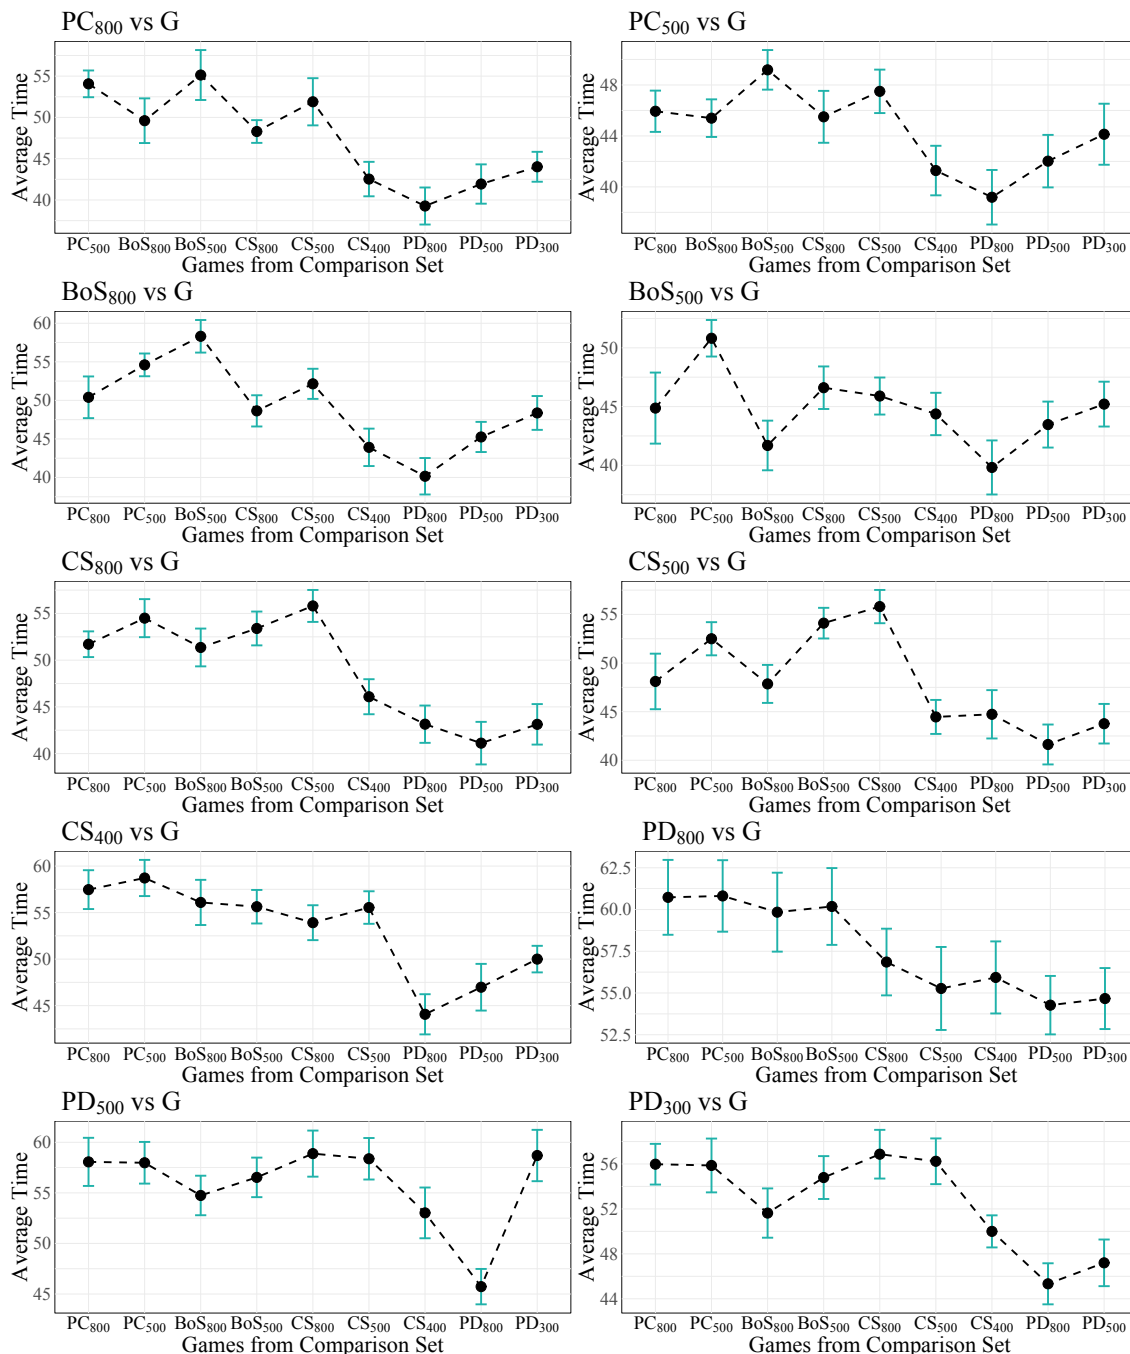 PC800 vs G
Average Time
55
50
45
40
PC500 BoS800 BoS500 CS800 CS500 CS400 PD800 PD500 PD300
Games from Comparison Set
PC500 vs G
Average Time
48
44
40
PC800 BoS800 BoS500 CS800 CS500 CS400 PD800 PD500 PD300
Games from Comparison Set
BoS800 vs G
Average Time
60
55
50
45
40
PC800 PC500 BoS500 CS800 CS500 CS400 PD800 PD500 PD300
Games from Comparison Set
BoS500 vs G
Average Time
50
45
40
PC800 PC500 BoS800 CS800 CS500 CS400 PD800 PD500 PD300
Games from Comparison Set
CS800 vs G
Average Time
55
50
45
40
PC800 PC500 BoS800 BoS500 CS500 CS400 PD800 PD500 PD300
Games from Comparison Set
CS500 vs G
Average Time
55
50
45
40
PC800 PC500 BoS800 BoS500 CS800 CS400 PD800 PD500 PD300
Games from Comparison Set
CS400 vs G
Average Time
60
55
50
45
PC800 PC500 BoS800 BoS500 CS800 CS500 PD800 PD500 PD300
Games from Comparison Set
PD800 vs G
Average Time
62.5
60.0
57.5
55.0
52.5
PC800 PC500 BoS800 BoS500 CS800 CS500 CS400 PD500 PD300
Games from Comparison Set
PD500 vs G
Average Time
60
55
50
45
PC800 PC500 BoS800 BoS500 CS800 CS500 CS400 PD800 PD300
Games from Comparison Set
PD300 vs G
Average Time
56
52
48
44
PC800 PC500 BoS800 BoS500 CS800 CS500 CS400 PD800 PD500
Games from Comparison Set